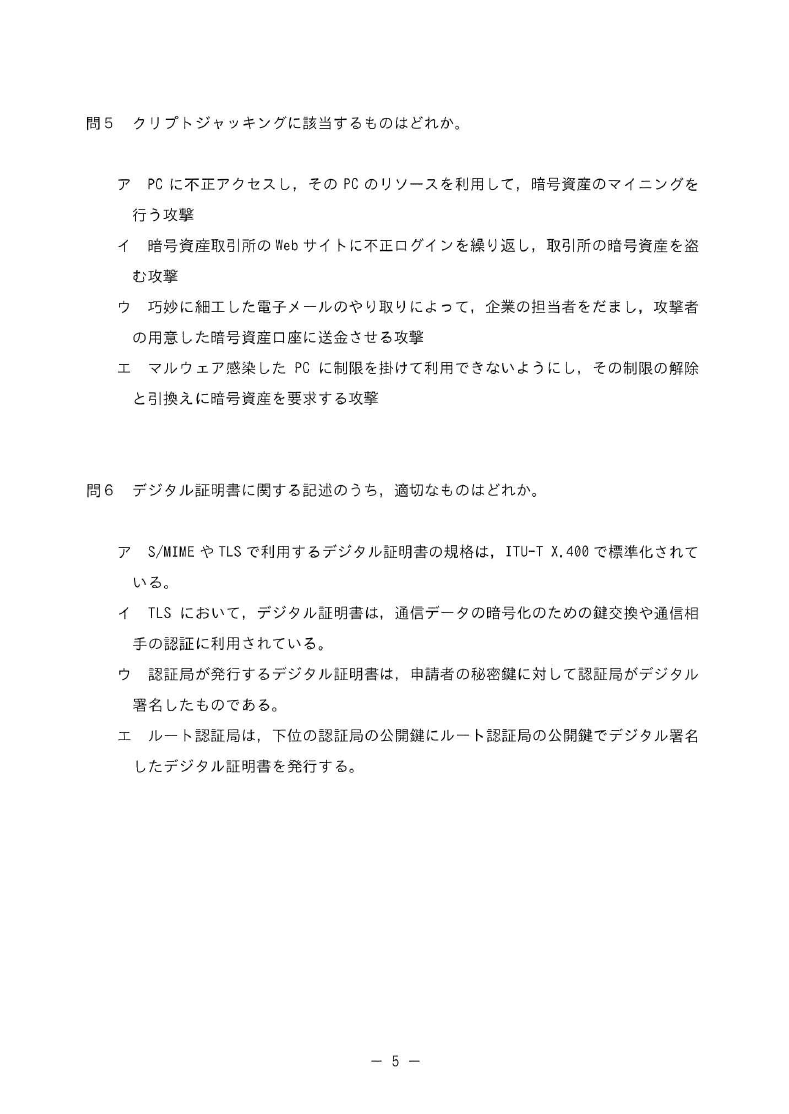 問５　クリプトジャッキングに該当するものはどれか。
ア　PC に不正アクセスし，その PC のリソースを利用して，暗号資産のマイニングを
行う攻撃
イ　暗号資産取引所の Web サイトに不正ログインを繰り返し，取引所の暗号資産を盗
む攻撃
ウ　巧妙に細工した電子メールのやり取りによって，企業の担当者をだまし，攻撃者
の用意した暗号資産口座に送金させる攻撃
エ　マルウェア感染した PC に制限を掛けて利用できないようにし，その制限の解除
と引換えに暗号資産を要求する攻撃
問６　デジタル証明書に関する記述のうち，適切なものはどれか。
ア　S/MIME や TLS で利用するデジタル証明書の規格は，ITU-T X.400 で標準化されて
いる。
イ　TLS において，デジタル証明書は，通信データの暗号化のための鍵交換や通信相
手の認証に利用されている。
ウ　認証局が発行するデジタル証明書は，申請者の秘密鍵に対して認証局がデジタル
署名したものである。
エ　ルート認証局は，下位の認証局の公開鍵にルート認証局の公開鍵でデジタル署名
したデジタル証明書を発行する。
－ 5 －